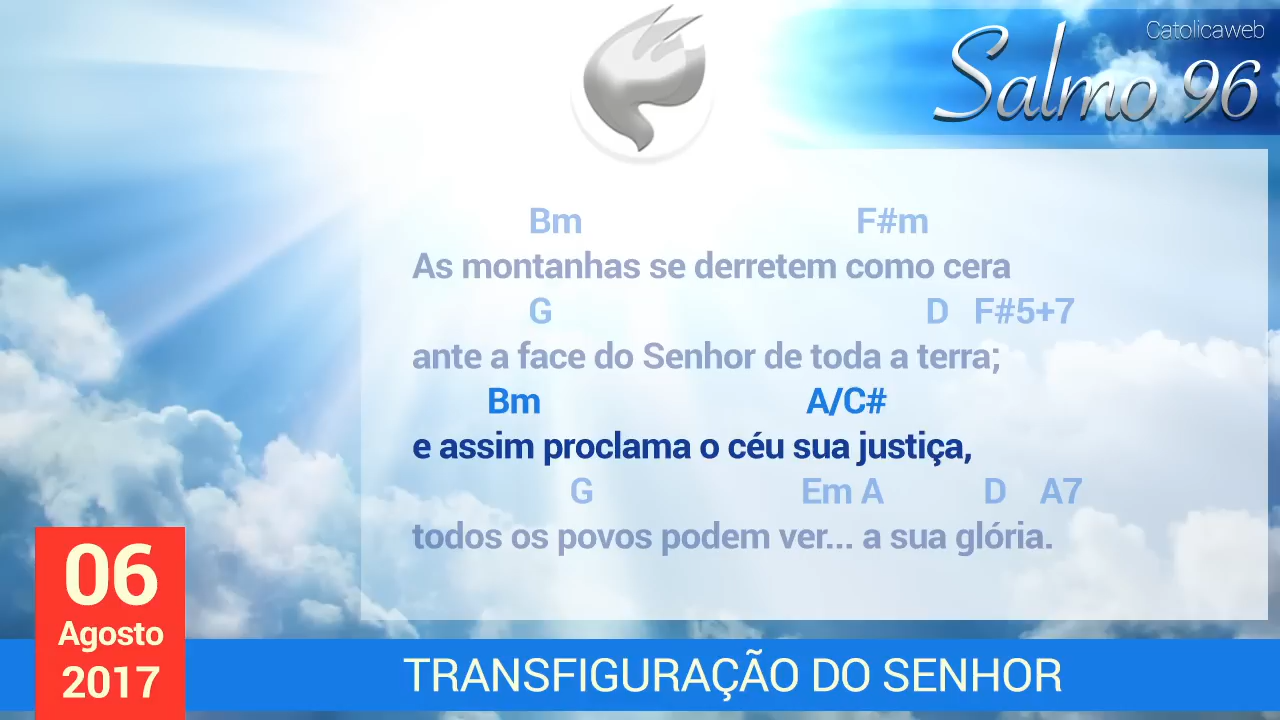 Catolicaweb
Salmo 96
Bm F#m
As montanhas se derretem como cera
G D F#5+7
ante a face do Senhor de toda a terra;
Bm A/C#
e assim proclama o céu sua justiça,
G Em A D A7
todos os povos podem ver... a sua glória.
06
Agosto
2017
TRANSFIGURAÇÃO DO SENHOR